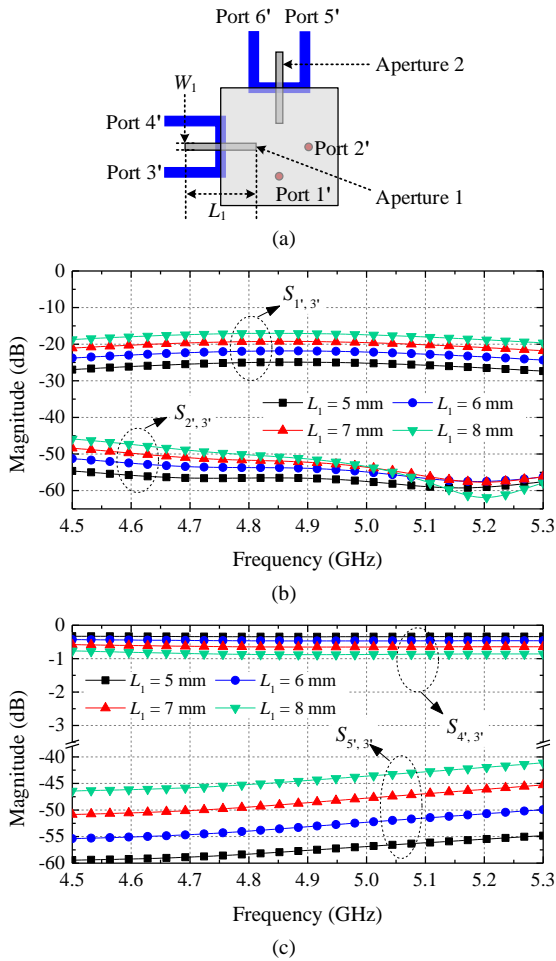 Port 6' Port 5'
Aperture 2
W1
Port 4'
Port 2'
Port 3'
Port 1'
Aperture 1
L1
(a)
0
-10
-20
-30
-40
-50
-60
Magnitude (dB)
S1', 3'
L1 = 5 mm L1 = 6 mm
L1 = 7 mm L1 = 8 mm
S2', 3'
4.5 4.6 4.7 4.8 4.9 5.0 5.1 5.2 5.3
Frequency (GHz)
(b)
0
-1
-2
-3
-45
-50
-55
-60
Magnitude (dB)
L1 = 5 mm L1 = 6 mm
L1 = 7 mm L1 = 8 mm
S4', 3'
S5', 3'
4.5 4.6 4.7 4.8 4.9 5.0 5.1 5.2 5.3
Frequency (GHz)
(c)